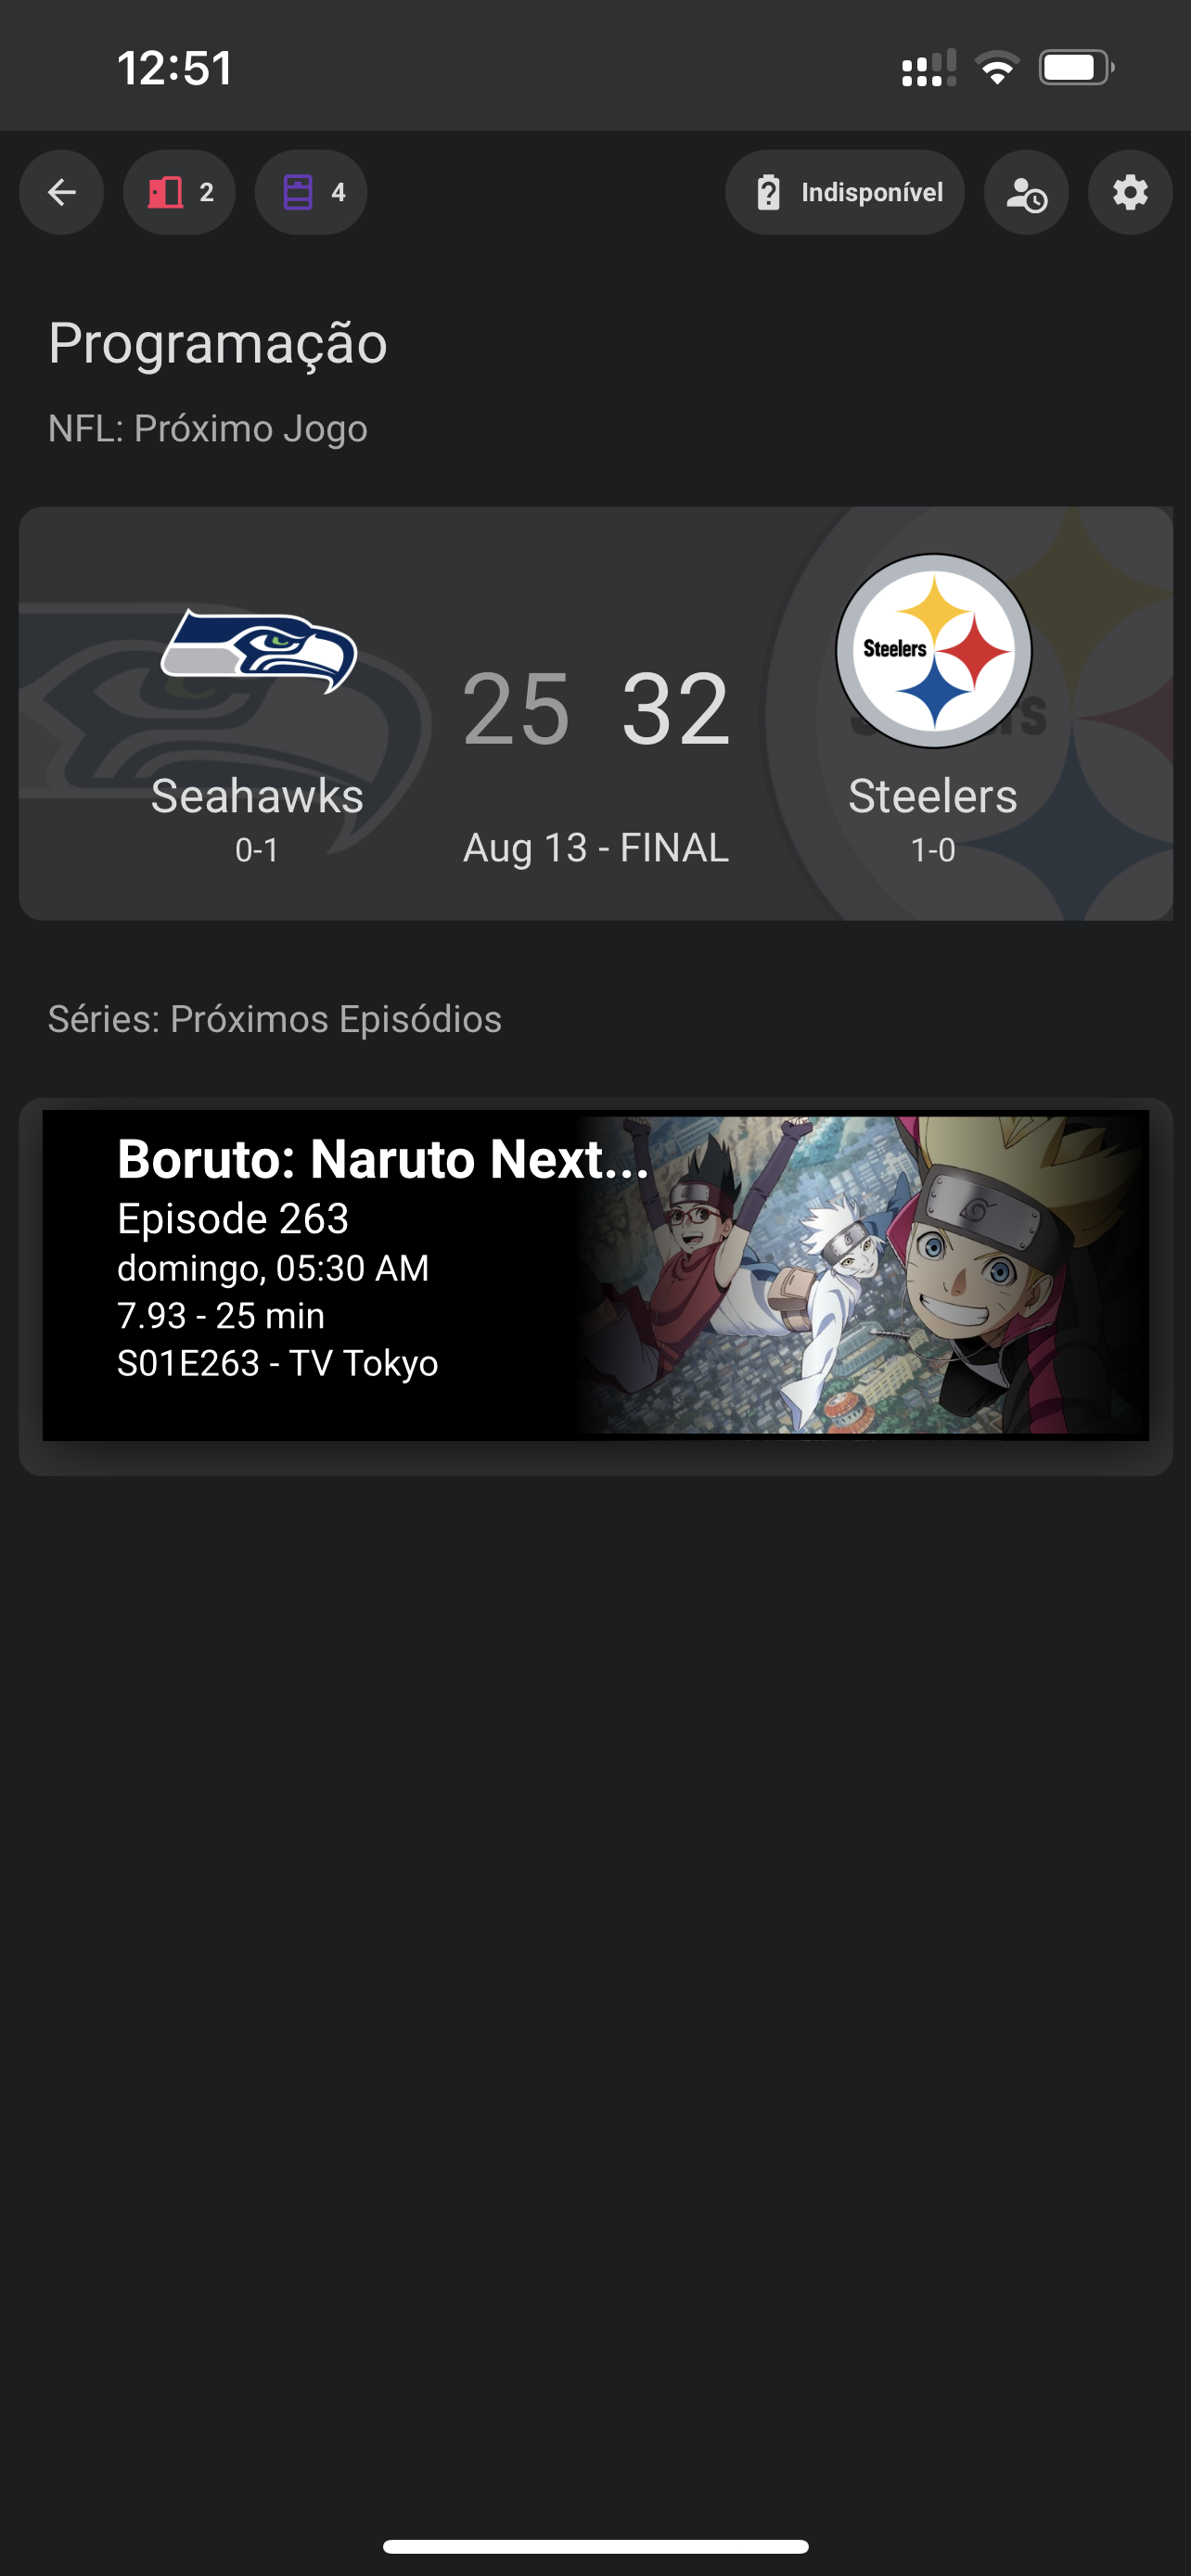 12:51
2
4
Indisponível
Programação
NFL: Próximo Jogo
Steelers
25 32
Seahawks
Steelers
0-1
Aug 13 - FINAL
1-0
Séries: Próximos Episódios
Boruto: Naruto Next...
Episode 263
domingo, 05:30 AM
7.93 - 25 min
S01E263 - TV Tokyo